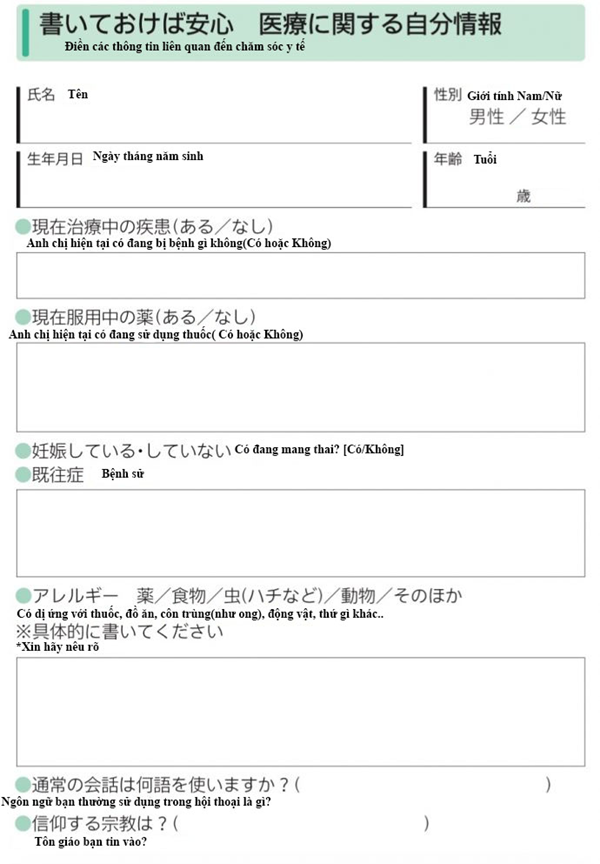 書いておけば安心　医療に関する自分情報
Điền các thông tin liên quan đến chăm sóc y tế
氏名 Tên
性別 Giới tính Nam/Nữ
男性 ／ 女性
生年月日 Ngày tháng năm sinh
年齢 Tuổi
歳
●現在治療中の疾患(ある／なし)
Anh chị hiện tại có đang bị bệnh gì không(Có hoặc Không)
●現在服用中の薬(ある／なし)
Anh chị hiện tại có đang sử dụng thuốc( Có hoặc Không)
●妊娠している・していない Có đang mang thai? [Có/Không]
●既往症 Bệnh sử
●アレルギー　薬／食物／虫(ハチなど)／動物／そのほか
Có dị ứng với thuốc, đồ ăn, côn trùng(như ong), động vật, thứ gì khác..
※具体的に書いてください
*Xin hãy nêu rõ
●通常の会話は何語を使いますか？(　　　)
Ngôn ngữ bạn thường sử dụng trong hội thoại là gì?
●信仰する宗教は？(　　　)
Tôn giáo bạn tin vào?